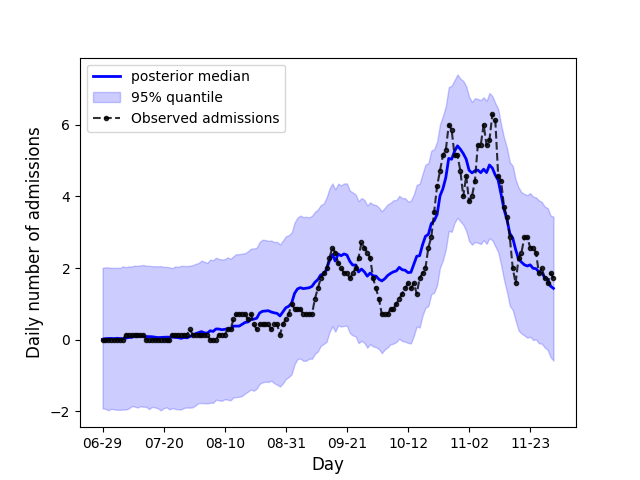 posterior median
95% quantile
Observed admissions
Daily number of admissions
6
4
2
0
−2
06-29 07-20 08-10 08-31 09-21 10-12 11-02 11-23
Day